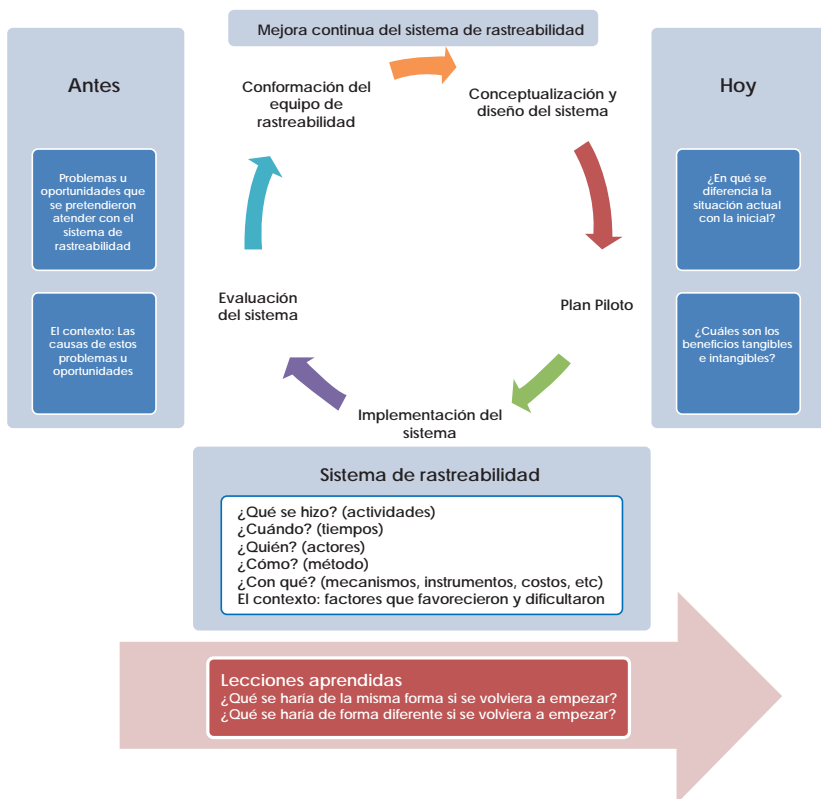 Mejora continua del sistema de rastreabilidad
Antes
Problemas u
oportunidades que
se pretendieron
atender con el
sistema de
rastreabilidad
El contexto: Las
causas de estos
problemas u
oportunidades
Conformación del
equipo de
rastreabilidad
Conceptualización y
diseño del sistema
Plan Piloto
Implementación del
sistema
Evaluación
del sistema
Hoy
¿En qué se
diferencia la
situación actual
con la inicial?
¿Cuáles son los
beneficios tangibles
e intangibles?
Sistema de rastreabilidad
¿Qué se hizo? (actividades)
¿Cuándo? (tiempos)
¿Quién? (actores)
¿Cómo? (método)
¿Con qué? (mecanismos, instrumentos, costos, etc)
El contexto: factores que favorecieron y dificultaron
Lecciones aprendidas
¿Qué se haría de la misma forma si se volviera a empezar?
¿Qué se haría de forma diferente si se volviera a empezar?